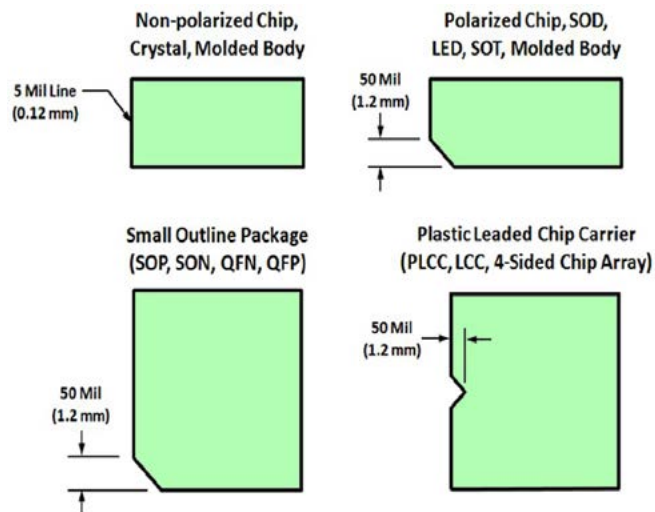 Non-polarized Chip,
Crystal, Molded Body
5 Mil Line
(0.12 mm)
Polarized Chip, SOD,
LED, SOT, Molded Body
50 Mil
(1.2 mm)
Small Outline Package
(SOP, SON, QFN, QFP)
50 Mil
(1.2 mm)
Plastic Leaded Chip Carrier
(PLCC, LCC, 4-Sided Chip Array)
50 Mil
(1.2 mm)